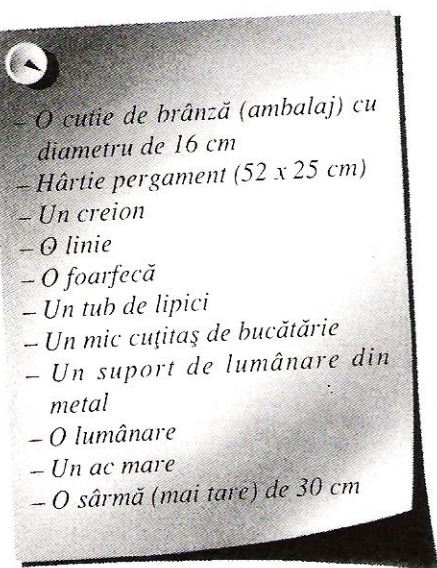 – O cutie de brânză (ambalaj) cu
diametru de 16 cm
– Hârtie pergament (52 x 25 cm)
– Un creion
– O linie
– O foarfecă
– Un tub de lipici
– Un mic cuţitaş de bucătărie
– Un suport de lumânare din
metal
– O lumânare
– Un ac mare
– O sârmă (mai tare) de 30 cm